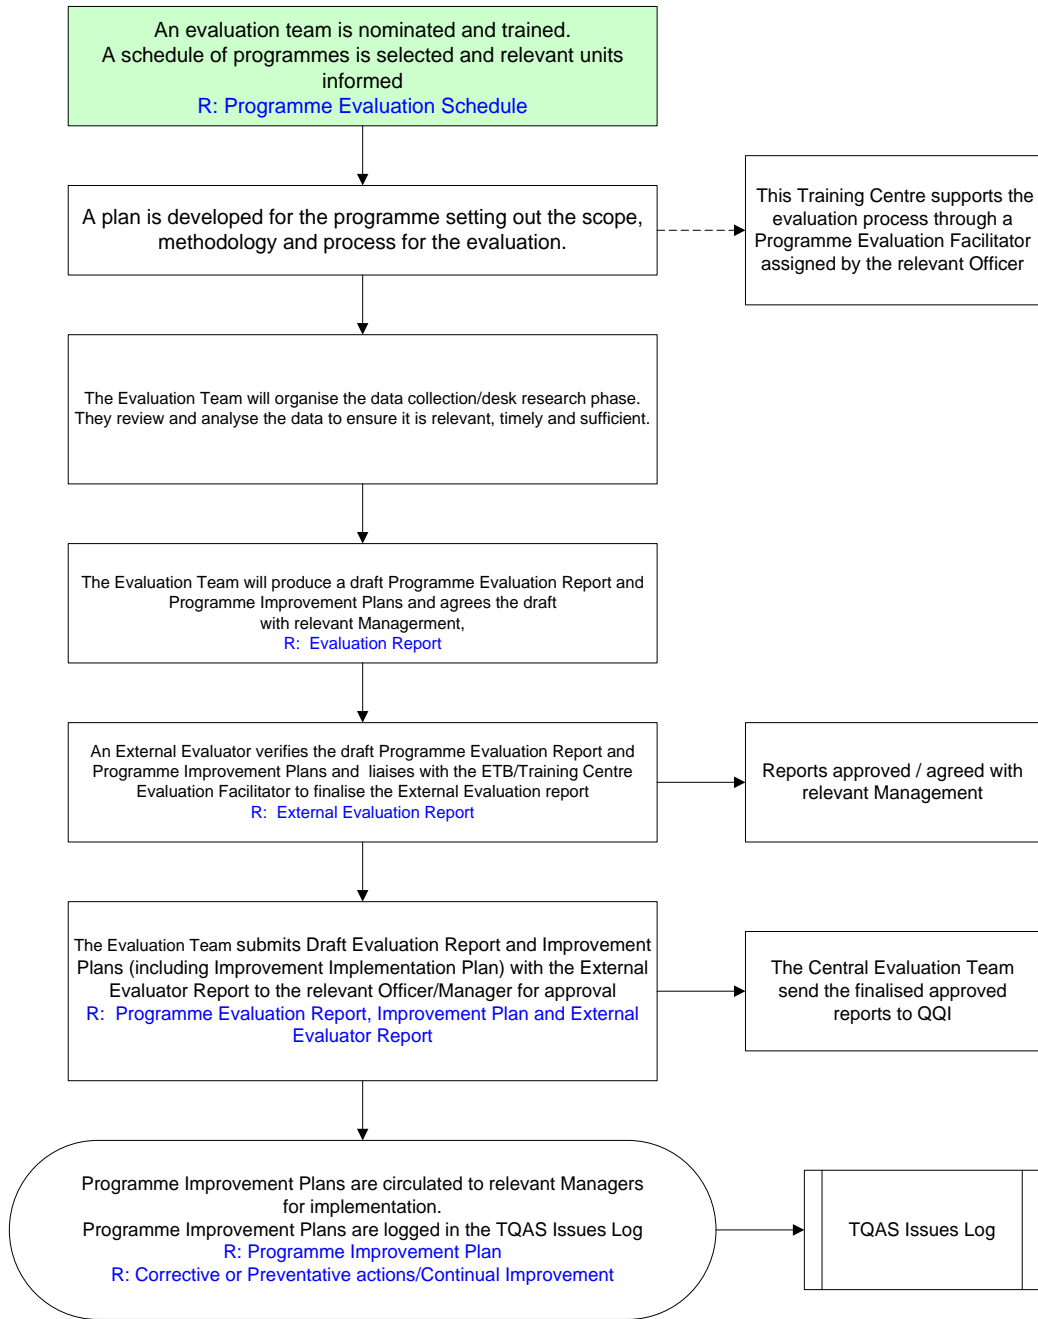 An evaluation team is nominated and trained.
A schedule of programmes is selected and relevant units
informed
R: Programme Evaluation Schedule
A plan is developed for the programme setting out the scope,
methodology and process for the evaluation.
This Training Centre supports the
evaluation process through a
Programme Evaluation Facilitator
assigned by the relevant Officer
The Evaluation Team will organise the data collection/desk research phase.
They review and analyse the data to ensure it is relevant, timely and sufficient.
The Evaluation Team will produce a draft Programme Evaluation Report and
Programme Improvement Plans and agrees the draft
with relevant Managerment,
R: Evaluation Report
An External Evaluator verifies the draft Programme Evaluation Report and
Programme Improvement Plans and liaises with the ETB/Training Centre
Evaluation Facilitator to finalise the External Evaluation report
R: External Evaluation Report
Reports approved / agreed with
relevant Management
The Evaluation Team submits Draft Evaluation Report and Improvement
Plans (including Improvement Implementation Plan) with the External
Evaluator Report to the relevant Officer/Manager for approval
R: Programme Evaluation Report, Improvement Plan and External
Evaluator Report
The Central Evaluation Team
send the finalised approved
reports to QQI
Programme Improvement Plans are circulated to relevant Managers
for implementation.
Programme Improvement Plans are logged in the TQAS Issues Log
R: Programme Improvement Plan
R: Corrective or Preventative actions/Continual Improvement
TQAS Issues Log